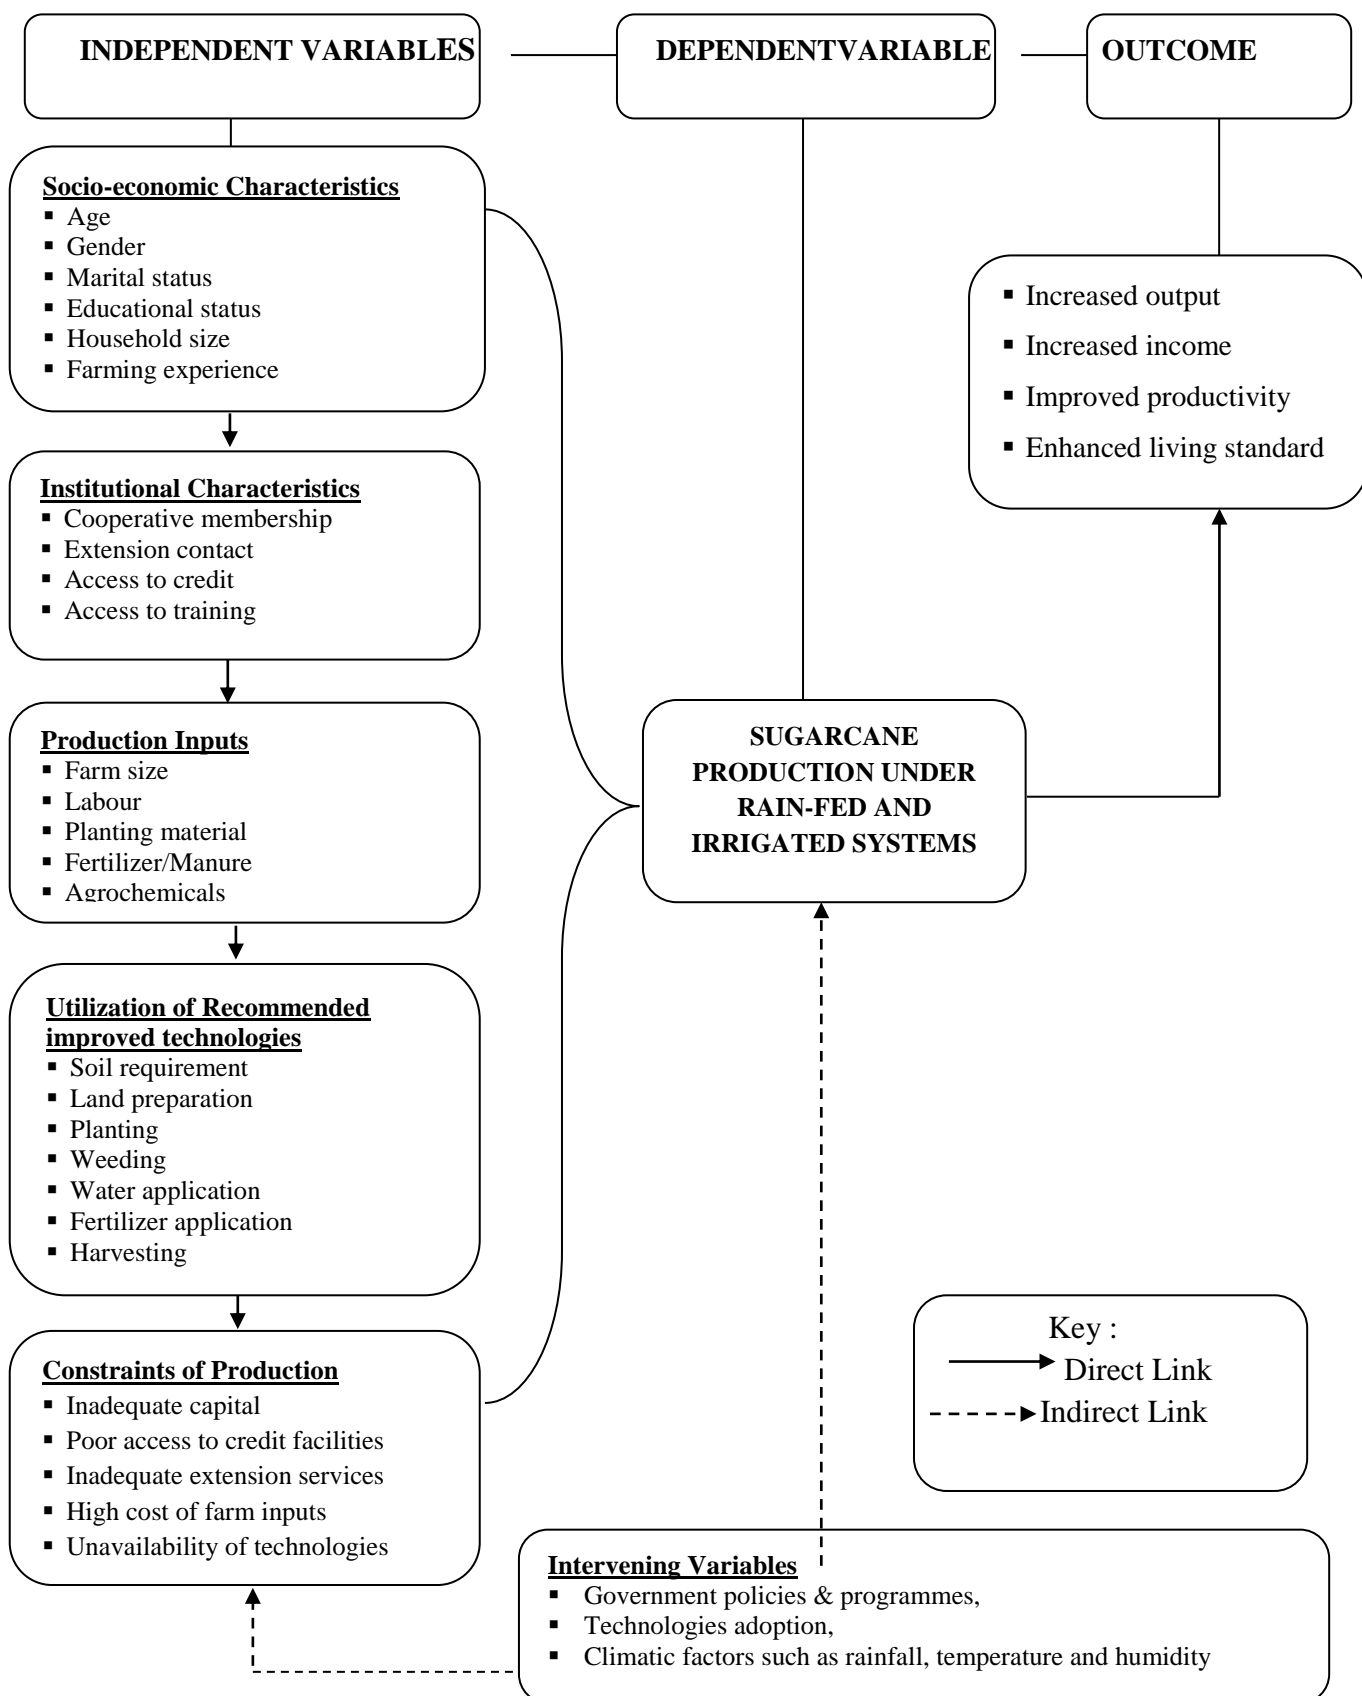 INDEPENDENT VARIABLES
DEPENDENTVARIABLE
OUTCOME
Socio-economic Characteristics
▪ Age
▪ Gender
▪ Marital status
▪ Educational status
▪ Household size
▪ Farming experience
Institutional Characteristics
▪ Cooperative membership
▪ Extension contact
▪ Access to credit
▪ Access to training
Production Inputs
▪ Farm size
▪ Labour
▪ Planting material
▪ Fertilizer/Manure
▪ Agrochemicals
Utilization of Recommended
improved technologies
▪ Soil requirement
▪ Land preparation
▪ Planting
▪ Weeding
▪ Water application
▪ Fertilizer application
▪ Harvesting
Constraints of Production
▪ Inadequate capital
▪ Poor access to credit facilities
▪ Inadequate extension services
▪ High cost of farm inputs
▪ Unavailability of technologies
SUGARCANE
PRODUCTION UNDER
RAIN-FED AND
IRRIGATED SYSTEMS
▪ Increased output
▪ Increased income
▪ Improved productivity
▪ Enhanced living standard
Key :
Direct Link
Indirect Link
Intervening Variables
▪ Government policies & programmes,
▪ Technologies adoption,
▪ Climatic factors such as rainfall, temperature and humidity